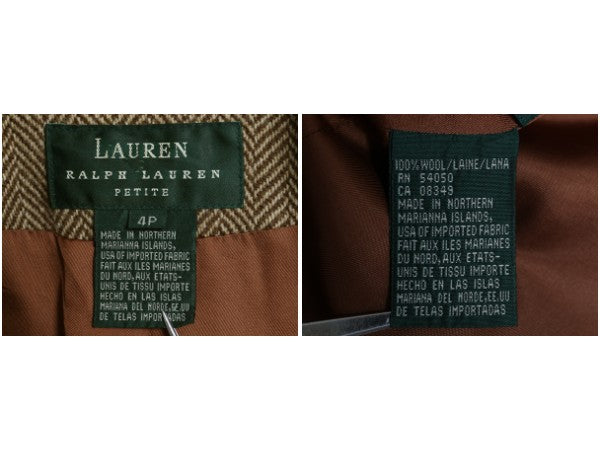 LAUREN
RALPH LAUREN
PETITE
4P
MADE IN NORTHERN
MARIANNA ISLANDS,
USA OF IMPORTED FABRIC
FAIT AUX ILES MARIANES
DU NORD, AUX ETATS-
UNIS DE TISSU IMPORTE
HECHO EN LAS ISLAS
MARIANA DEL NORDE,EE.UU
DE TELAS IMPORTADAS
100% WOOL/LAINE/LANA
RN 54050
CA 08349
MADE IN NORTHERN
MARIANNA ISLANDS,
USA OF IMPORTED FABRIC
FAIT AUX ILES MARIANES
DU NORD, AUX ETATS-
UNIS DE TISSU IMPORTE
HECHO EN LAS ISLAS
MARIANA DEL NORDE,EE.UU
DE TELAS IMPORTADAS